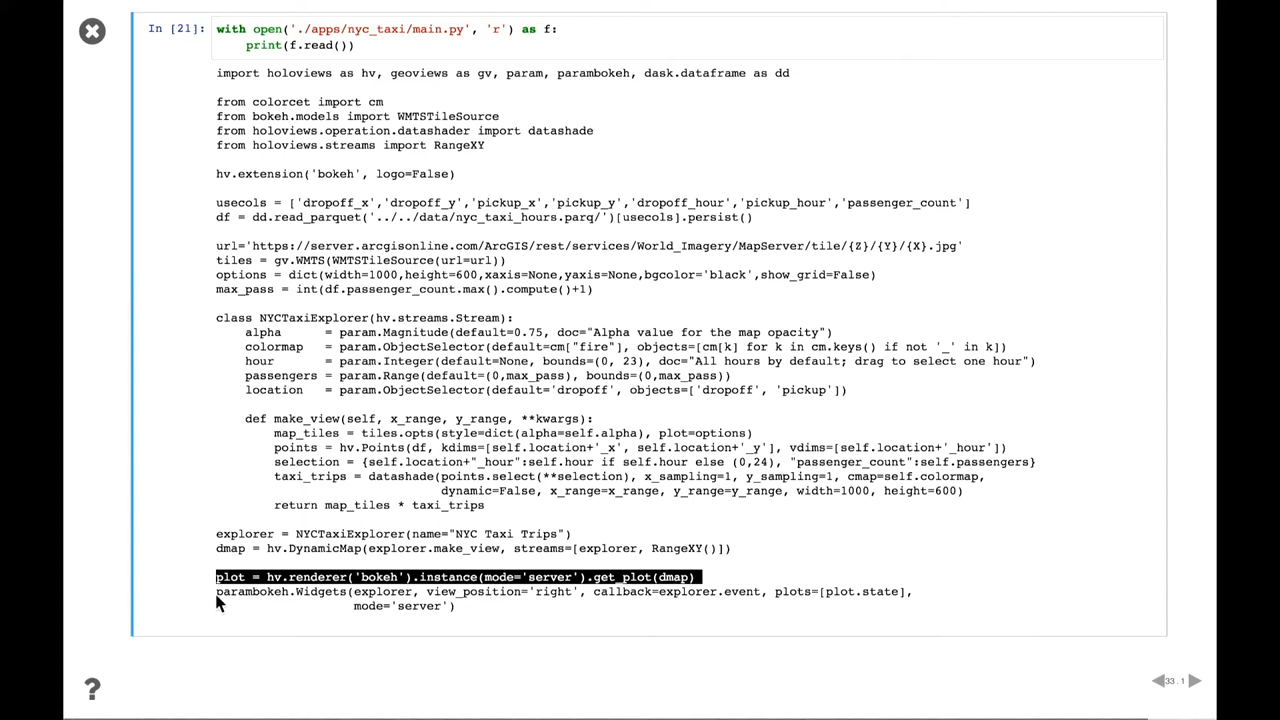 In [21]: with open('./apps/nyc_taxi/main.py', 'r') as f:
    print(f.read())
import holoviews as hv, geoviews as gv, param, parambokeh, dask.dataframe as dd
from colorcet import cm
from bokeh.models import WMTSTileSource
from holoviews.operation.datashader import datashade
from holoviews.streams import RangeXY
hv.extension('bokeh', logo=False)
usecols = ['dropoff_x','dropoff_y','pickup_x','pickup_y','dropoff_hour','pickup_hour','passenger_count']
df = dd.read_parquet('../../data/nyc_taxi_hours.parq/')[usecols].persist()
url='https://server.arcgisonline.com/ArcGIS/rest/services/World_Imagery/MapServer/tile/{Z}/{Y}/{X}.jpg'
tiles = gv.WMTS(WMTSTileSource(url=url))
options = dict(width=1000,height=600,xaxis=None,yaxis=None,bgcolor='black',show_grid=False)
max_pass = int(df.passenger_count.max().compute()+1)
class NYCTaxiExplorer(hv.streams.Stream):
    alpha      = param.Magnitude(default=0.75, doc="Alpha value for the map opacity")
    colormap   = param.ObjectSelector(default=cm["fire"], objects=[cm[k] for k in cm.keys() if not '_' in k])
    hour       = param.Integer(default=None, bounds=(0, 23), doc="All hours by default; drag to select one hour")
    passengers = param.Range(default=(0,max_pass), bounds=(0,max_pass))
    location   = param.ObjectSelector(default='dropoff', objects=['dropoff', 'pickup'])
    def make_view(self, x_range, y_range, **kwargs):
        map_tiles = tiles.opts(style=dict(alpha=self.alpha), plot=options)
        points = hv.Points(df, kdims=[self.location+'_x', self.location+'_y'], vdims=[self.location+'_hour'])
        selection = {self.location+"_hour":self.hour if self.hour else (0,24), "passenger_count":self.passengers}
        taxi_trips = datashade(points.select(**selection), x_sampling=1, y_sampling=1, cmap=self.colormap,
                               dynamic=False, x_range=x_range, y_range=y_range, width=1000, height=600)
        return map_tiles * taxi_trips
explorer = NYCTaxiExplorer(name="NYC Taxi Trips")
dmap = hv.DynamicMap(explorer.make_view, streams=[explorer, RangeXY()])
plot = hv.renderer('bokeh').instance(mode='server').get_plot(dmap)
parambokeh.Widgets(explorer, view_position='right', callback=explorer.event, plots=[plot.state],
                   mode='server')
?
33.1